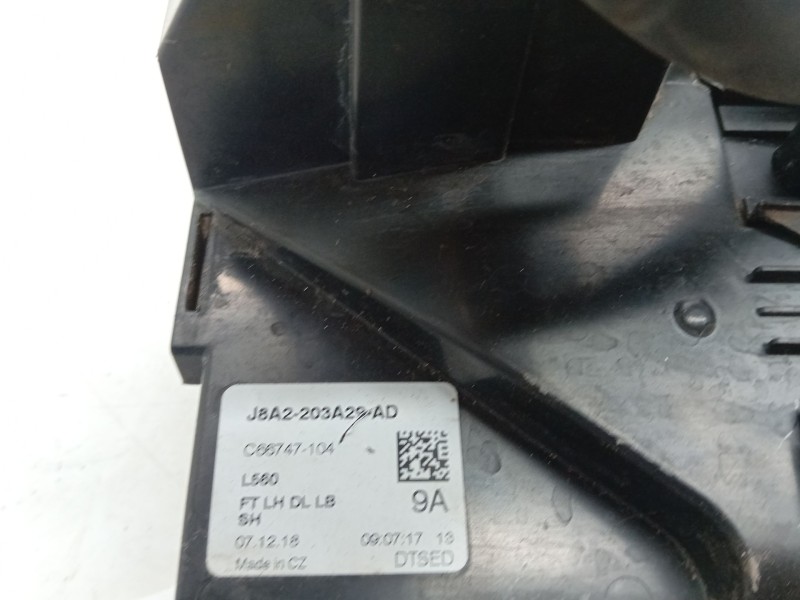 J8A2-203A29-AD
C66747-104
L560
FT LH DL LB 9A
SH
07.12.18 09:07:17 13
Made in CZ DTSED